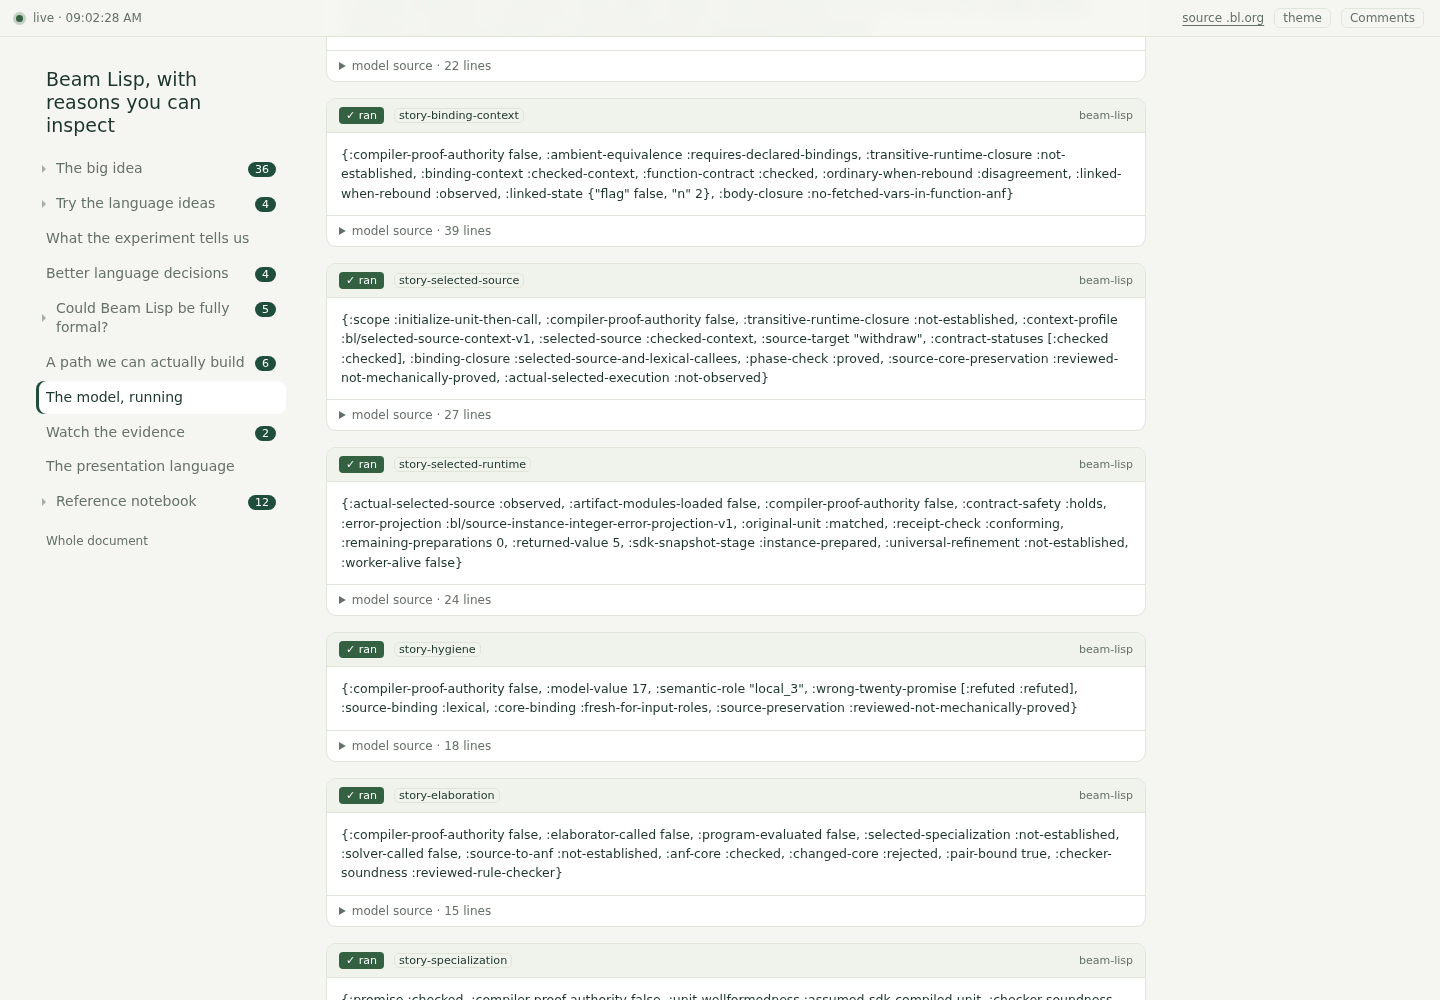 live · 09:02:28 AM
source .bl.org
theme
Comments
Beam Lisp, with
reasons you can
inspect
The big idea 36
Try the language ideas 4
What the experiment tells us
Better language decisions 4
Could Beam Lisp be fully 5
formal?
A path we can actually build 6
The model, running
Watch the evidence 2
The presentation language
Reference notebook 12
Whole document
model source · 22 lines
✓ ran story-binding-context beam-lisp
{:compiler-proof-authority false, :ambient-equivalence :requires-declared-bindings, :transitive-runtime-closure :not-
established, :binding-context :checked-context, :function-contract :checked, :ordinary-when-rebound :disagreement, :linked-
when-rebound :observed, :linked-state {"flag" false, "n" 2}, :body-closure :no-fetched-vars-in-function-anf}
model source · 39 lines
✓ ran story-selected-source beam-lisp
{:scope :initialize-unit-then-call, :compiler-proof-authority false, :transitive-runtime-closure :not-established, :context-profile
:bl/selected-source-context-v1, :selected-source :checked-context, :source-target "withdraw", :contract-statuses [:checked
:checked], :binding-closure :selected-source-and-lexical-callees, :phase-check :proved, :source-core-preservation :reviewed-
not-mechanically-proved, :actual-selected-execution :not-observed}
model source · 27 lines
✓ ran story-selected-runtime beam-lisp
{:actual-selected-source :observed, :artifact-modules-loaded false, :compiler-proof-authority false, :contract-safety :holds,
:error-projection :bl/source-instance-integer-error-projection-v1, :original-unit :matched, :receipt-check :conforming,
:remaining-preparations 0, :returned-value 5, :sdk-snapshot-stage :instance-prepared, :universal-refinement :not-established,
:worker-alive false}
model source · 24 lines
✓ ran story-hygiene beam-lisp
{:compiler-proof-authority false, :model-value 17, :semantic-role "local_3", :wrong-twenty-promise [:refuted :refuted],
:source-binding :lexical, :core-binding :fresh-for-input-roles, :source-preservation :reviewed-not-mechanically-proved}
model source · 18 lines
✓ ran story-elaboration beam-lisp
{:compiler-proof-authority false, :elaborator-called false, :program-evaluated false, :selected-specialization :not-established,
:solver-called false, :source-to-anf :not-established, :anf-core :checked, :changed-core :rejected, :pair-bound true, :checker-
soundness :reviewed-rule-checker}
model source · 15 lines
✓ ran story-specialization beam-lisp
{:promise :checked, :compiler-proof-authority false, :unit-wellformedness :assumed-sdk-compiled-unit, :checker-soundness